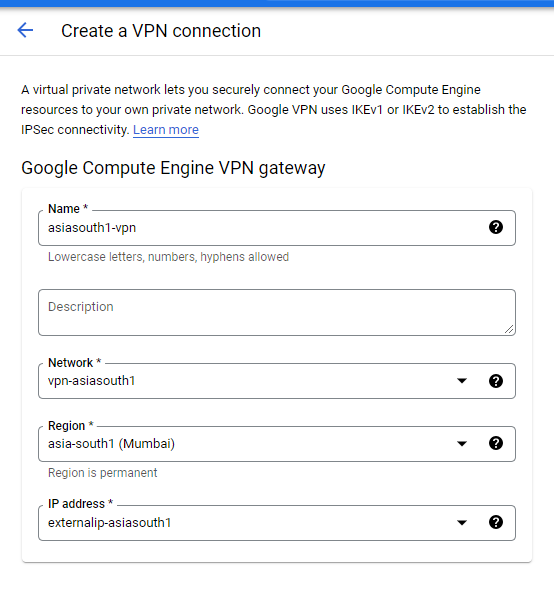 Create a VPN connection
A virtual private network lets you securely connect your Google Compute Engine
resources to your own private network. Google VPN uses IKEv1 or IKEv2 to establish the
IPSec connectivity. Learn more
Google Compute Engine VPN gateway
Name *
asiasouth1-vpn
Lowercase letters, numbers, hyphens allowed
Description
Network *
vpn-asiasouth1
Region *
asia-south1 (Mumbai)
Region is permanent
IP address *
externalip-asiasouth1